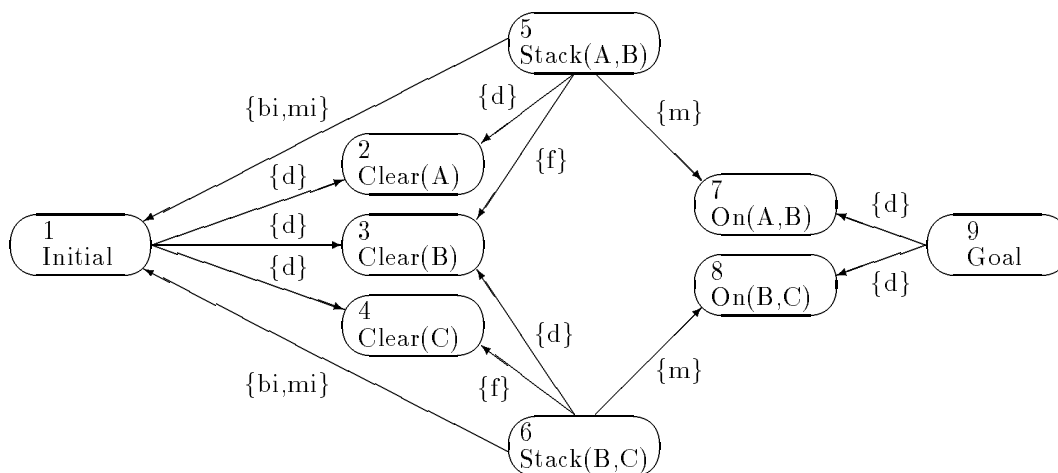 5
Stack(A,B)
{bi,mi}
{d}
{m}
2
Clear(A)
{d}
{f}
7
On(A,B)
{d}
1
Initial
{d}
3
Clear(B)
9
Goal
{d}
8
On(B,C)
{d}
4
Clear(C)
{d}
{bi,mi}
{f}
{m}
6
Stack(B,C)